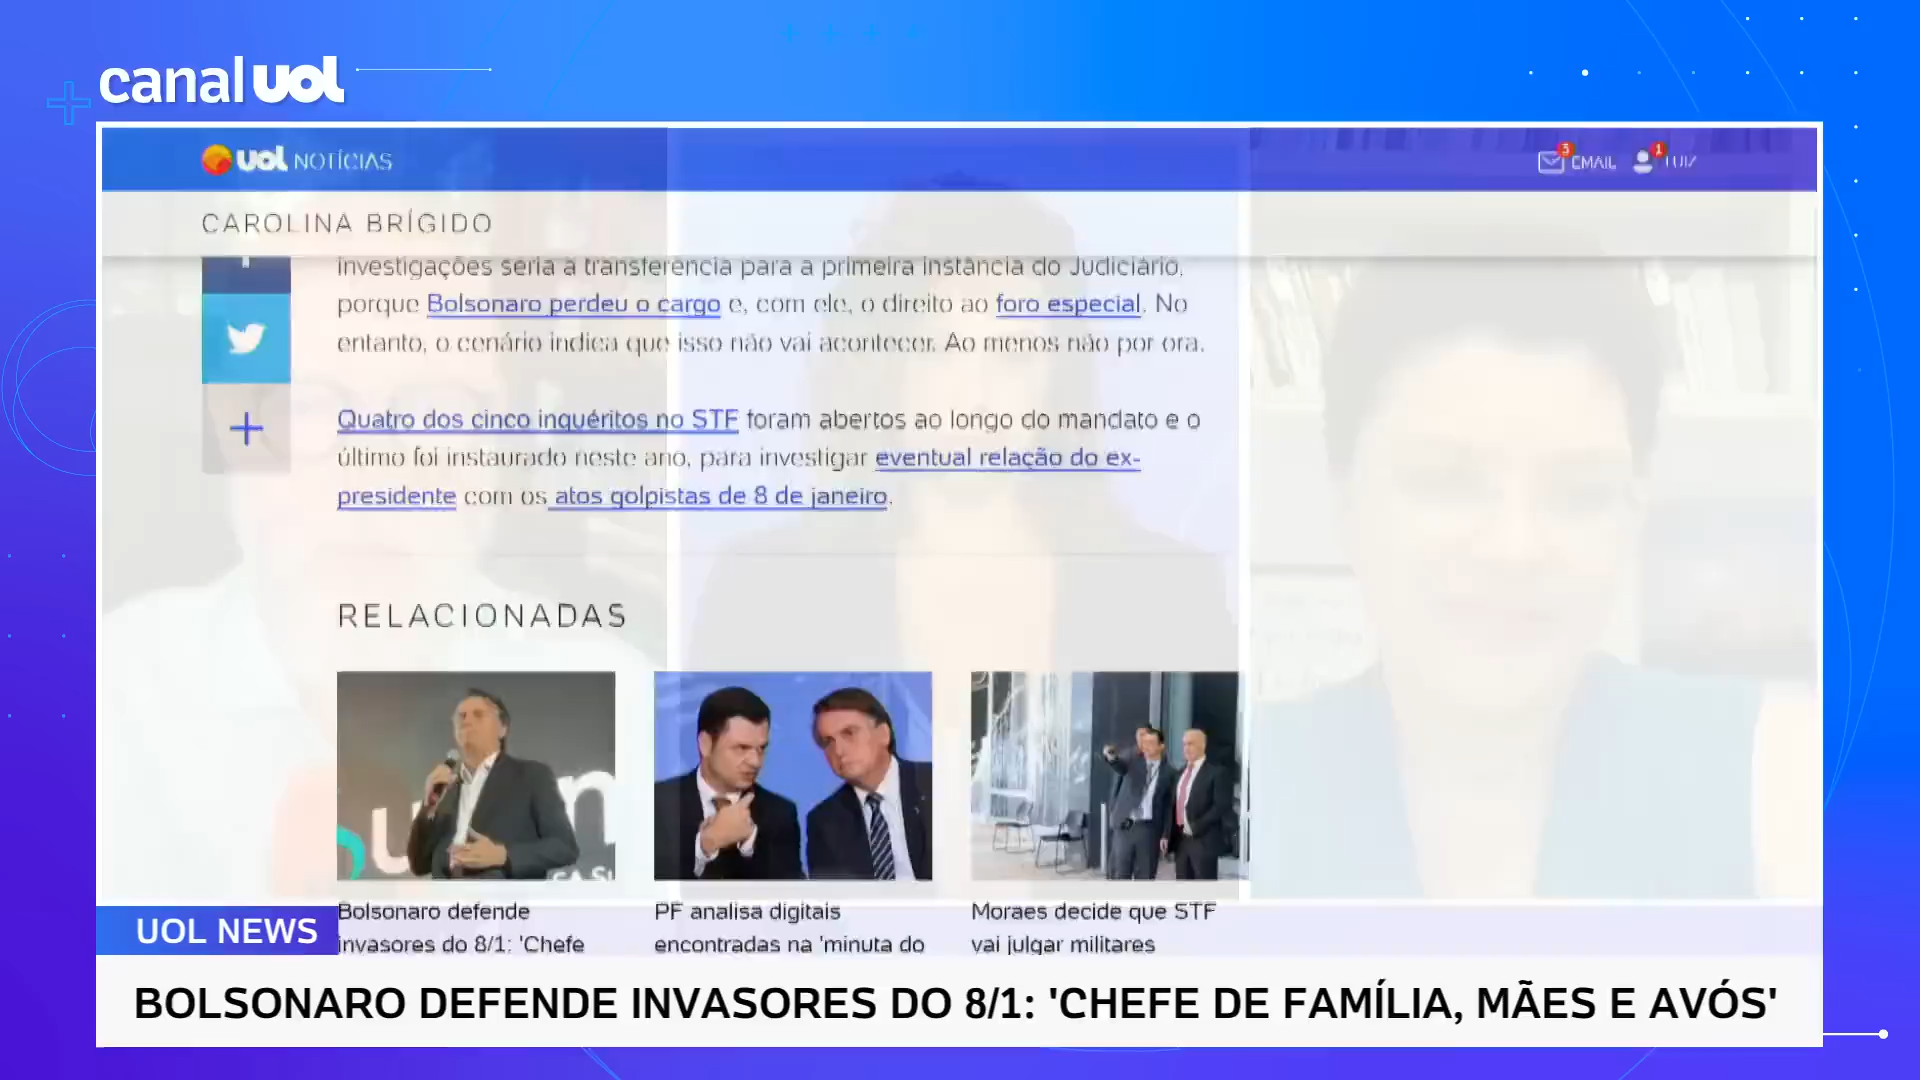 canal uol
uol NOTÍCIAS
3
EMAIL
1
LUIZ
CAROLINA BRÍGIDO
investigações seria a transferência para a primeira instância do Judiciário,
porque Bolsonaro perdeu o cargo e, com ele, o direito ao foro especial. No
entanto, o cenário indica que isso não vai acontecer. Ao menos não por ora.
Quatro dos cinco inquéritos no STF foram abertos ao longo do mandato e o
último foi instaurado neste ano, para investigar eventual relação do ex-
presidente com os atos golpistas de 8 de janeiro.
RELACIONADAS
Bolsonaro defende
invasores do 8/1: 'Chefe
PF analisa digitais
encontradas na 'minuta do
Moraes decide que STF
vai julgar militares
UOL NEWS
BOLSONARO DEFENDE INVASORES DO 8/1: 'CHEFE DE FAMÍLIA, MÃES E AVÓS'